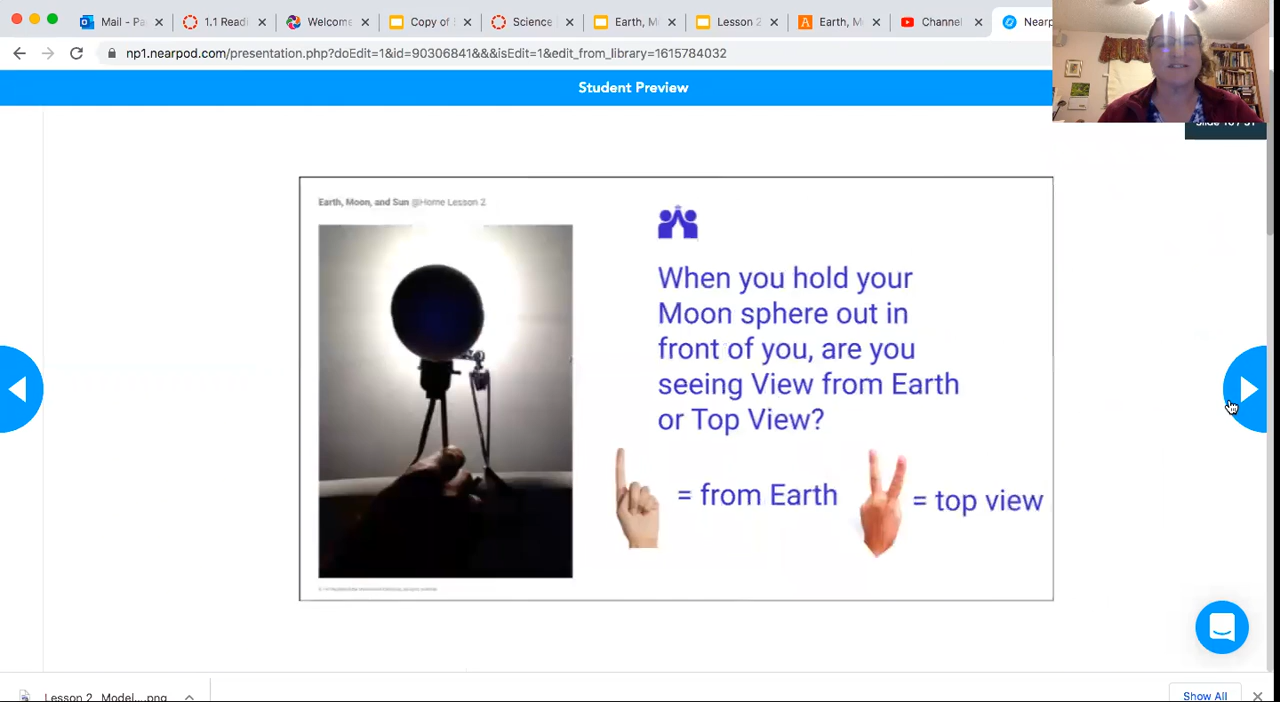 Mail - Pa
1.1 Readi
Welcome
Copy of
Science
Earth, M
Lesson 2
Earth, M
Channel
Nearp
np1.nearpod.com/presentation.php?doEdit=1&id=90306841&&isEdit=1&edit_from_library=1615784032
Student Preview
Earth, Moon, and Sun @Home Lesson 2
When you hold your
Moon sphere out in
front of you, are you
seeing View from Earth
or Top View?
= from Earth
= top view
Lesson 2_Model....png
Show All